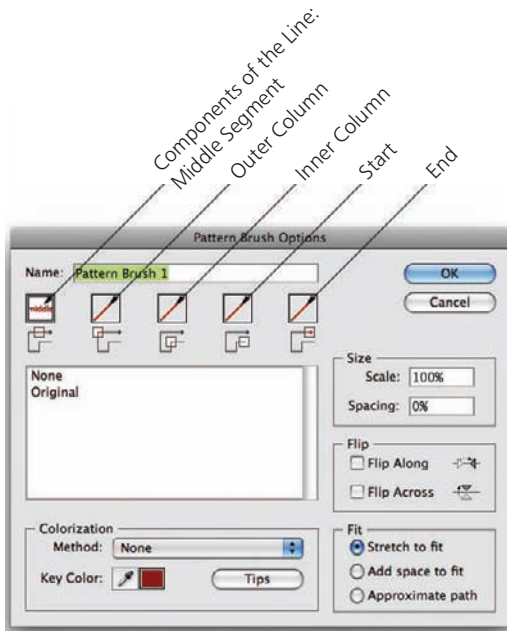 Components of the Line:
Middle Segment
Outer Column
Inner Column
Start
End
Pattern Brush Options
Name: Pattern Brush 1
OK
Cancel
middle
None
Original
Size
Scale: 100%
Spacing: 0%
Flip
Flip Along
Flip Across
Colorization
Method: None
Key Color:
Tips
Fit
Stretch to fit
Add space to fit
Approximate path